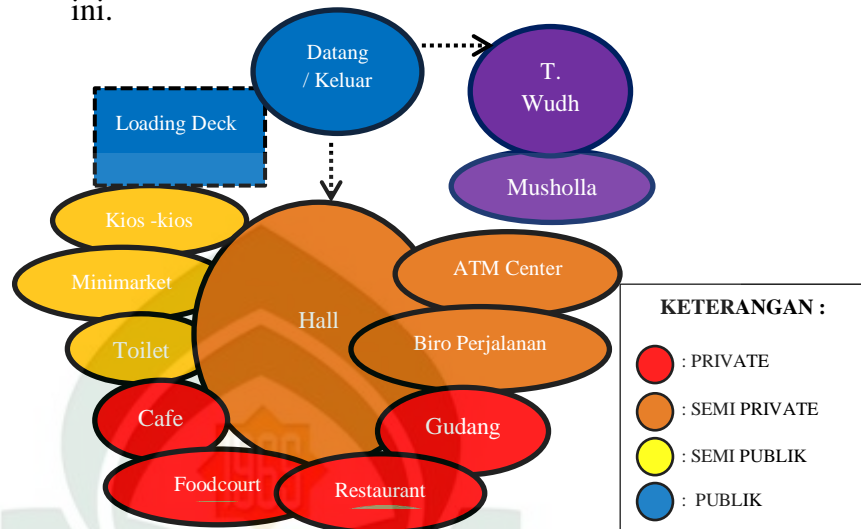 ini.
Datang
/ Keluar
T.
Wudh
Loading Deck
Musholla
Kios -kios
Minimarket
ATM Center
Hall
Toilet
Biro Perjalanan
Cafe
Gudang
Foodcourt
Restaurant
KETERANGAN :
: PRIVATE
: SEMI PRIVATE
: SEMI PUBLIK
: PUBLIK